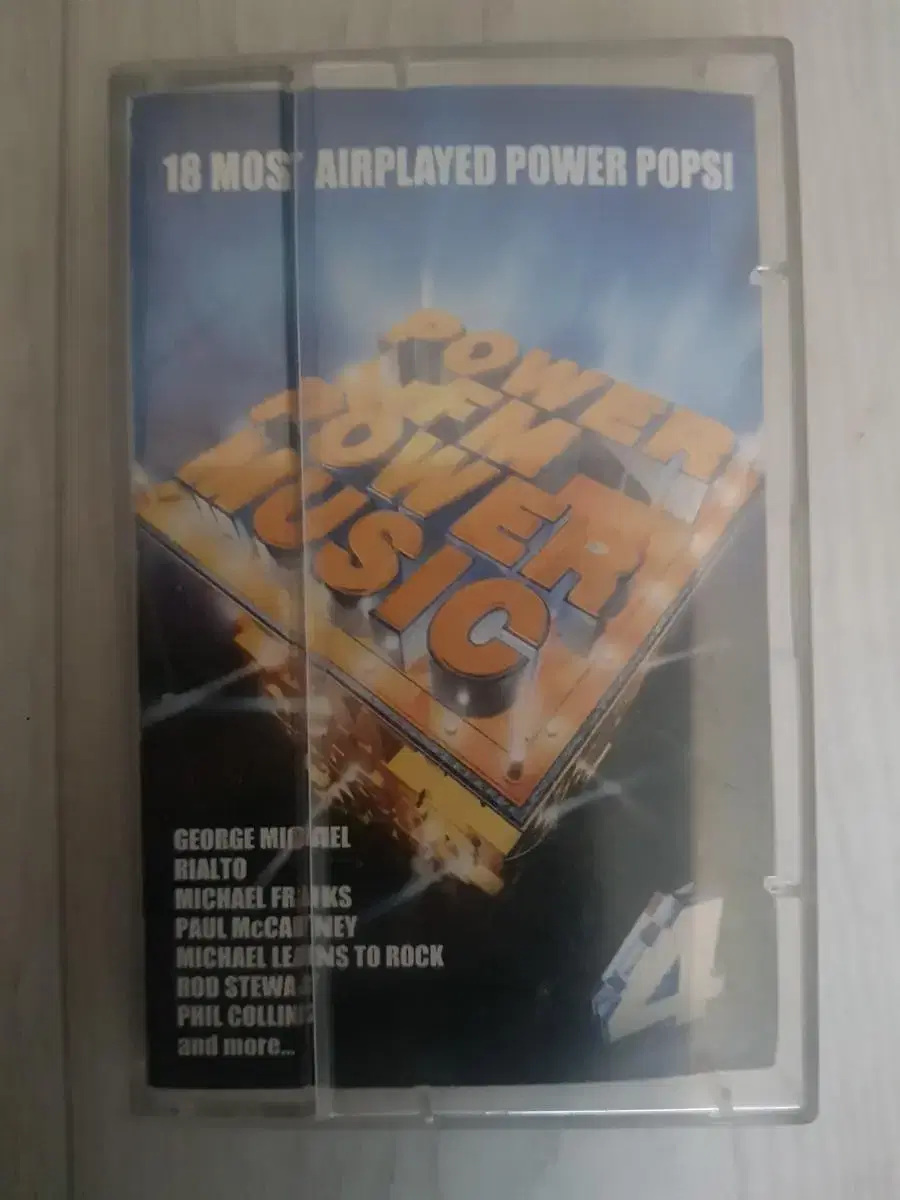 18 MOST AIRPLAYED POWER POPS!
POWER
FM
POWER
MUSIC
GEORGE MICHAEL
RIALTO
MICHAEL FRANKS
PAUL McCARTNEY
MICHAEL LEARNS TO ROCK
ROD STEWART
PHIL COLLINS
and more...
4